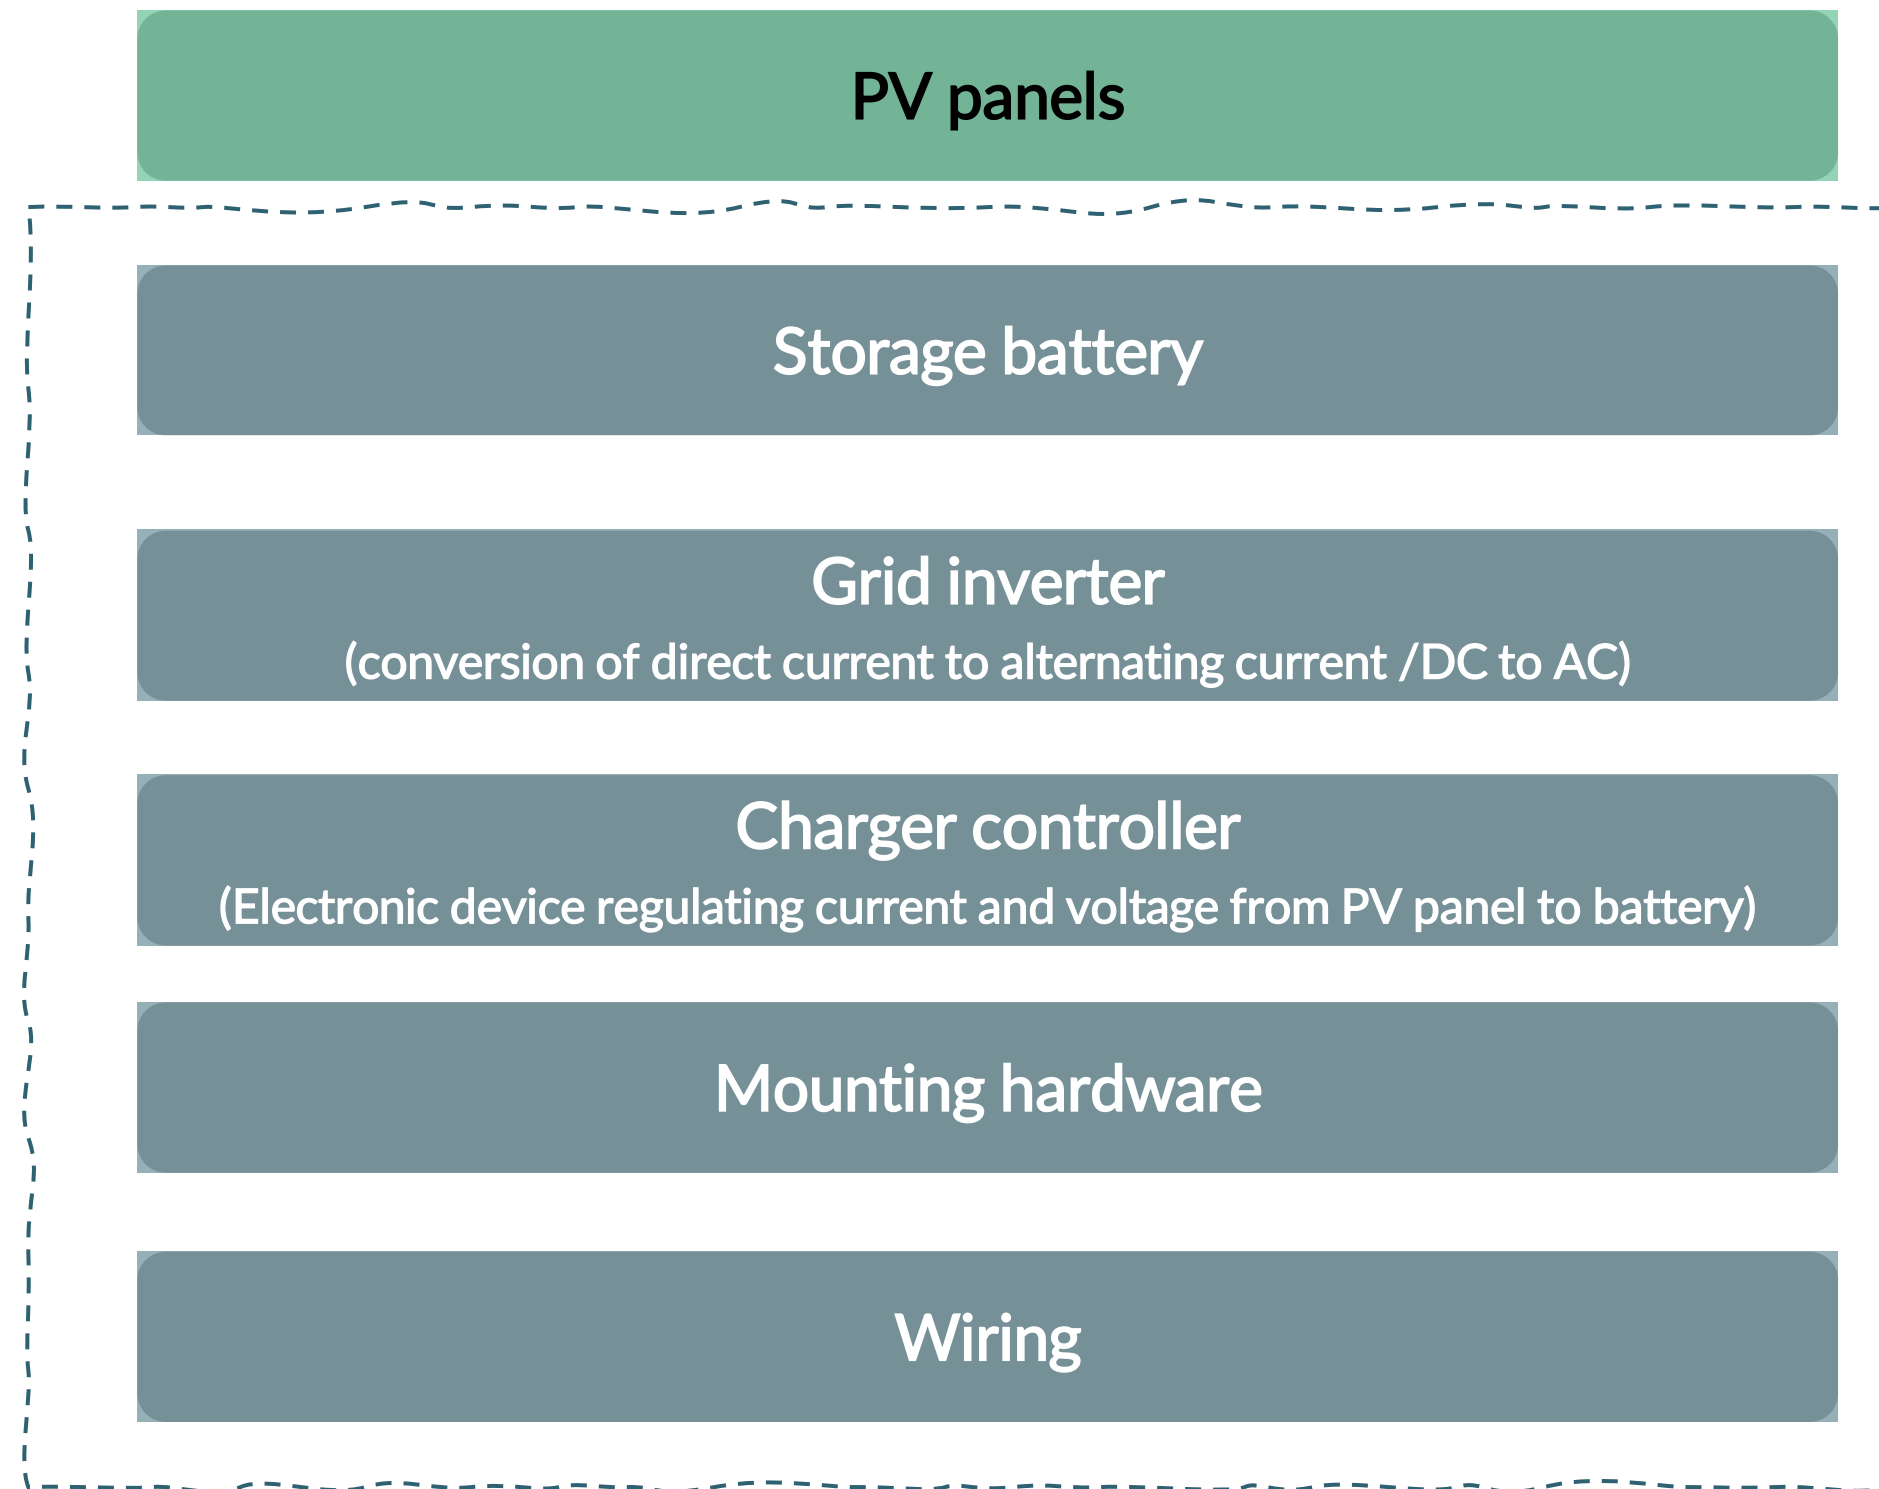 PV panels
Storage battery
Grid inverter
(conversion of direct current to alternating current /DC to AC)
Charger controller
(Electronic device regulating current and voltage from PV panel to battery)
Mounting hardware
Wiring